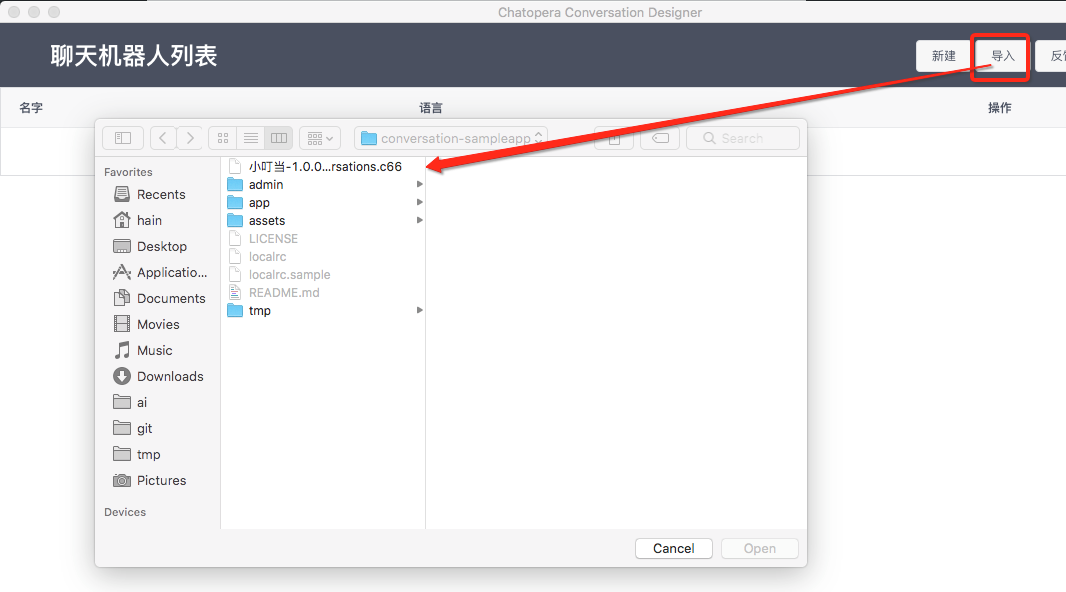 Chatopera Conversation Designer
聊天机器人列表
新建
导入
名字
语言
操作
conversation-sampleapp
Search
Favorites
Recents
hain
Desktop
Applicatio...
Documents
Movies
Music
Downloads
ai
git
tmp
Pictures
Devices
小叮当-1.0.0...rsations.c66
admin
app
assets
LICENSE
localrc
localrc.sample
README.md
tmp
Cancel
Open